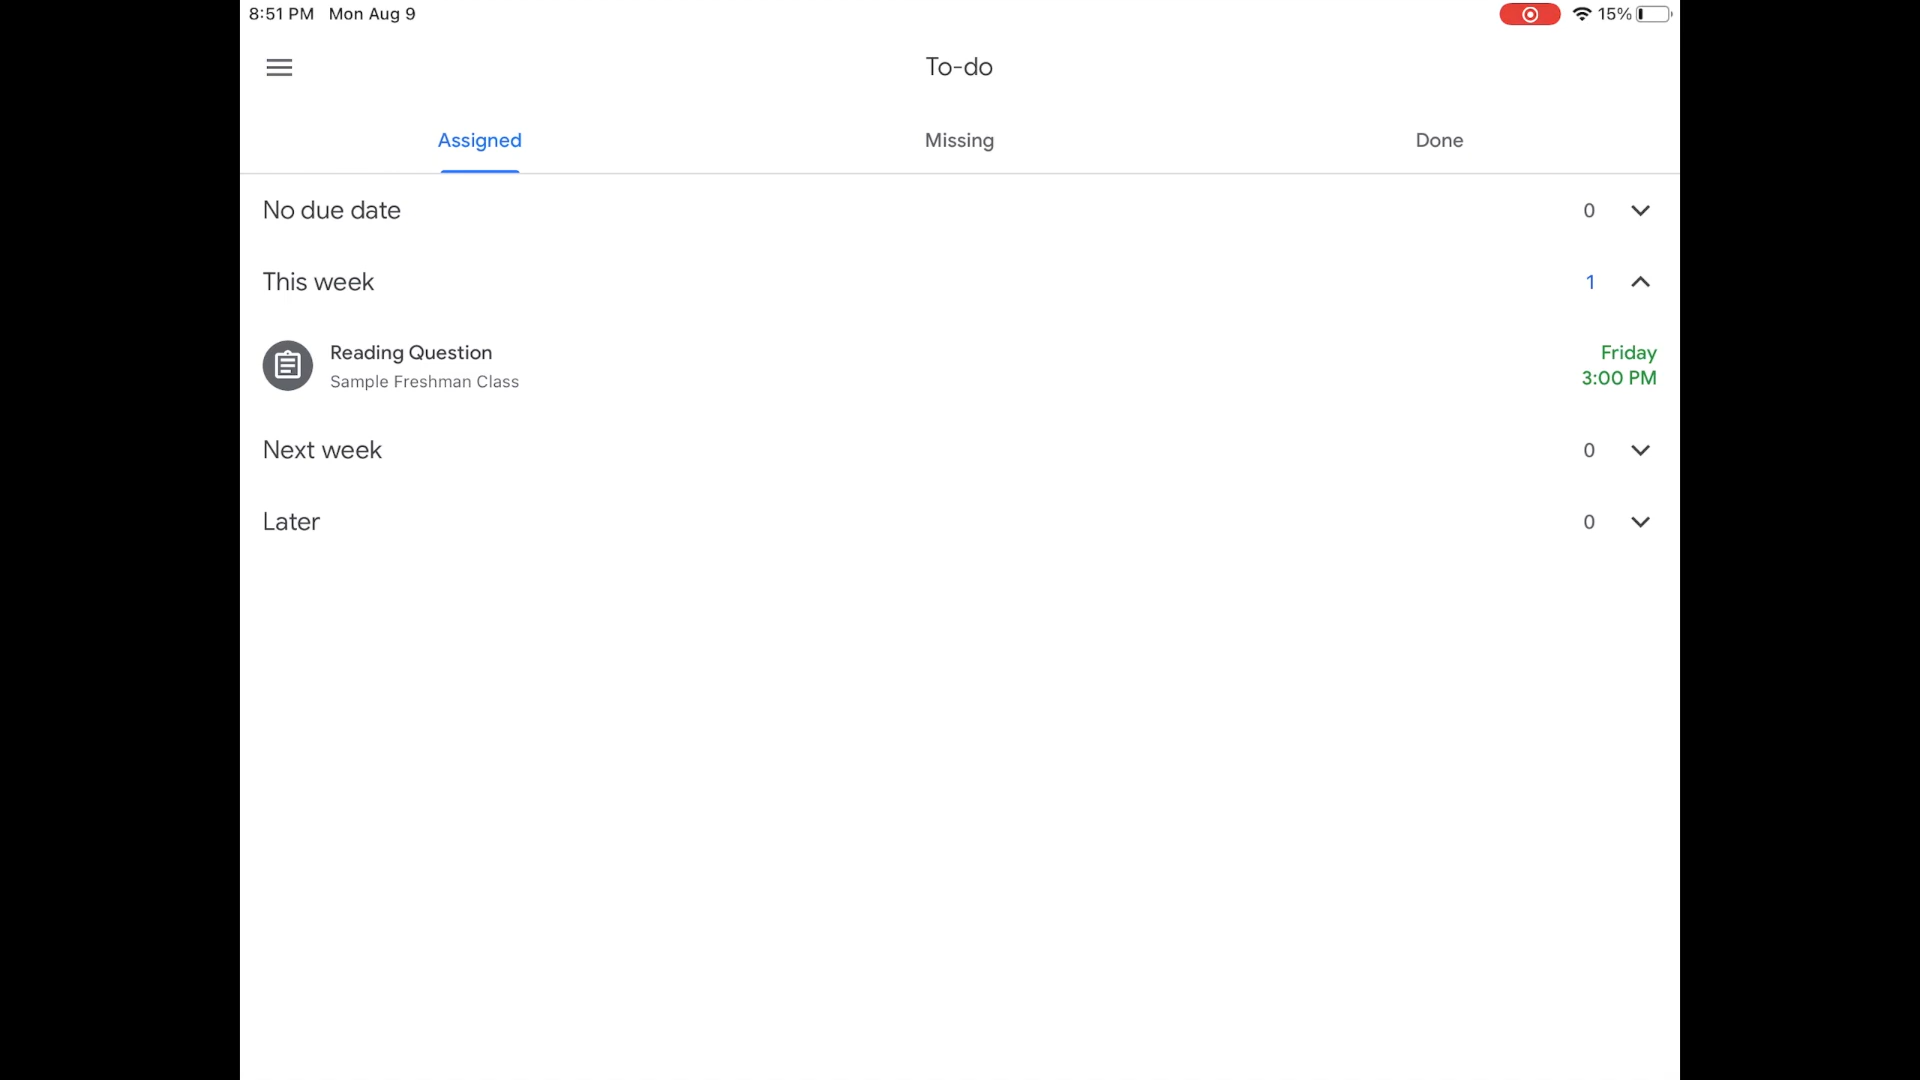 8:51 PM Mon Aug 9 15%
To-do
Assigned Missing Done
No due date 0
This week 1
Reading Question Friday
Sample Freshman Class 3:00 PM
Next week 0
Later 0